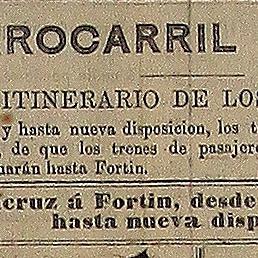 ROCARRIL
ITINERARIO DE LOS
y hasta nueva disposicion, los t
, de que los trenes de pasajer
uarán hasta Fortin.
cruz á Fortin, desde
hasta nueva disp